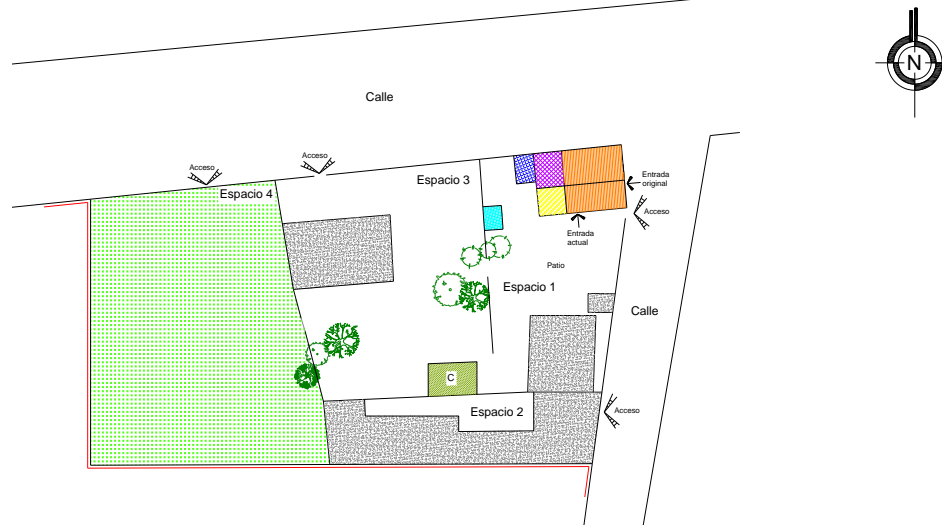 N
Calle
Acceso
Acceso
Espacio 3
Espacio 4
Entrada
original
Acceso
Entrada
actual
Patio
Espacio 1
Calle
C
Espacio 2
Acceso